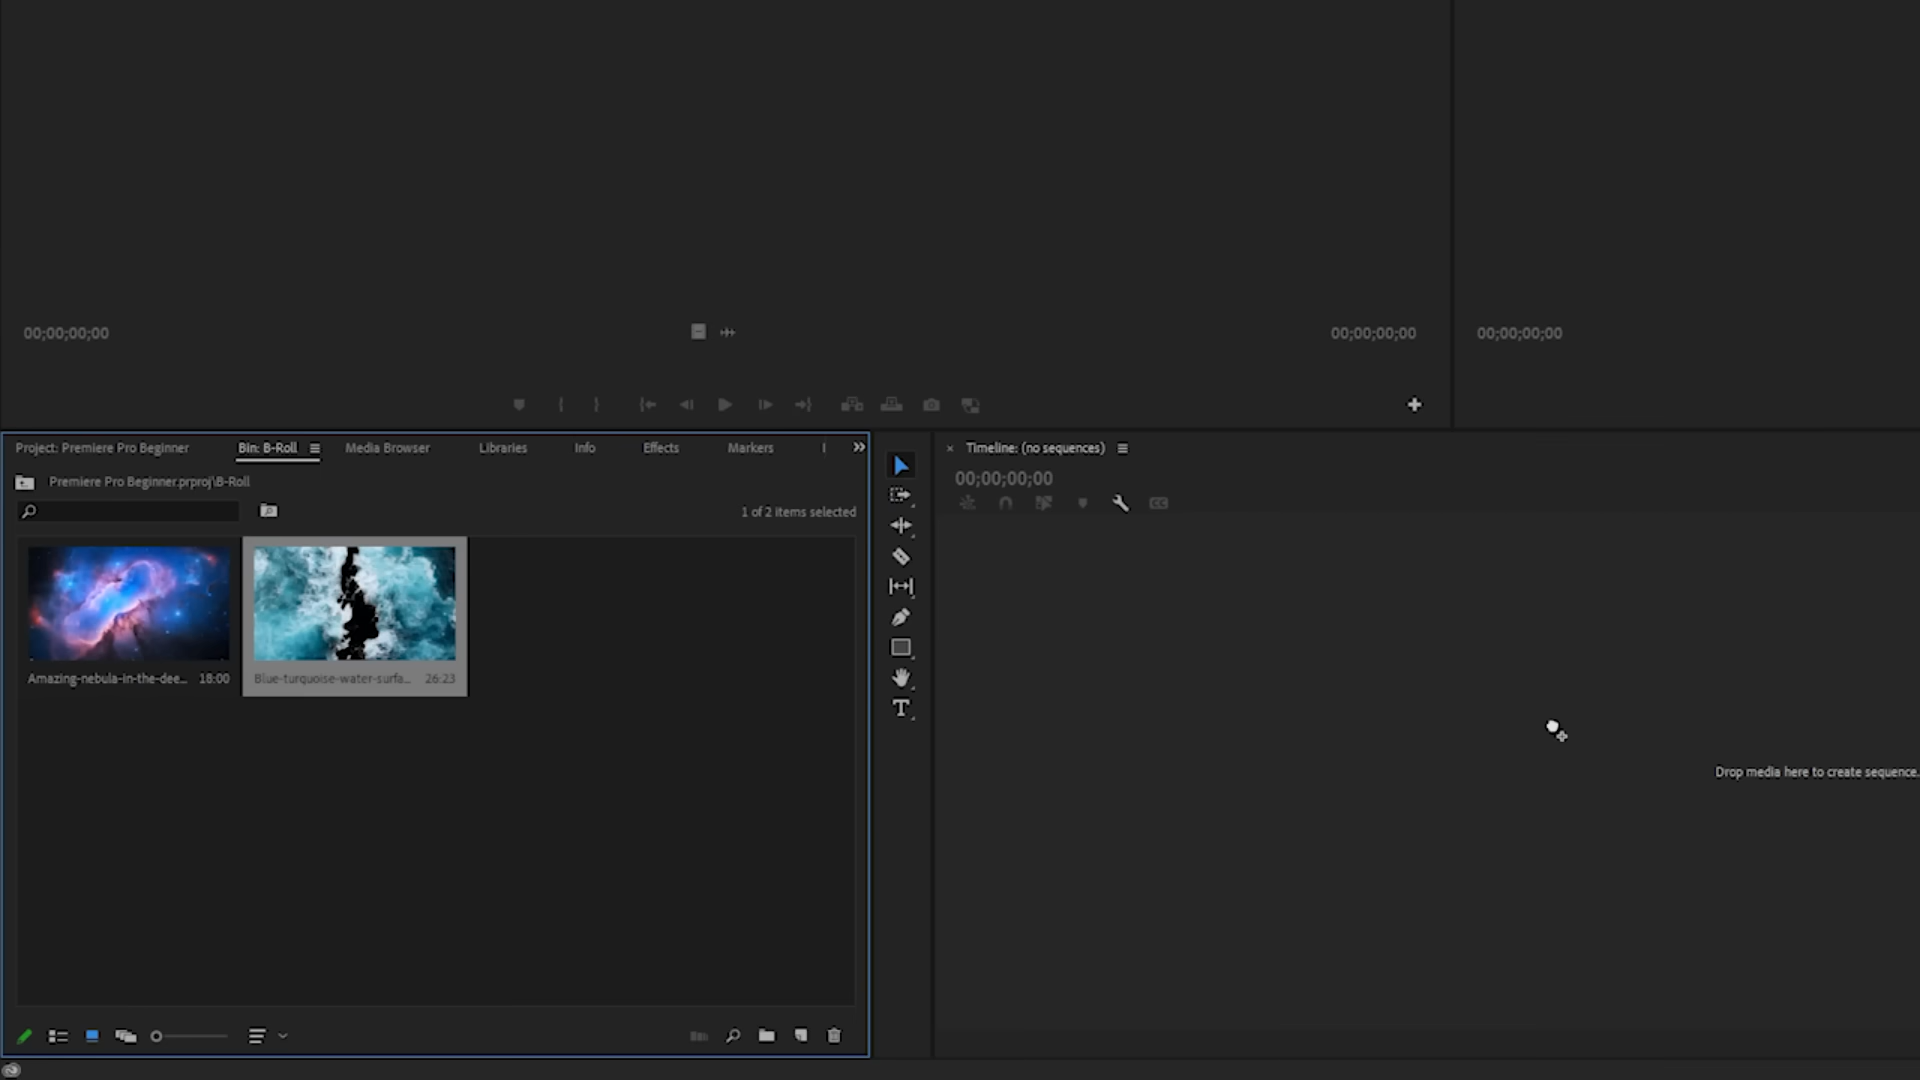 00;00;00;00
00;00;00;00
00;00;00;00
Project: Premiere Pro Beginner
Bin: B-Roll
Media Browser
Libraries
Info
Effects
Markers
Timeline: (no sequences)
00;00;00;00
Premiere Pro Beginner.prproj\B-Roll
1 of 2 items selected
Amazing-nebula-in-the-dee... 18:00
Blue-turquoise-water-surfa... 26:23
Drop media here to create sequence.